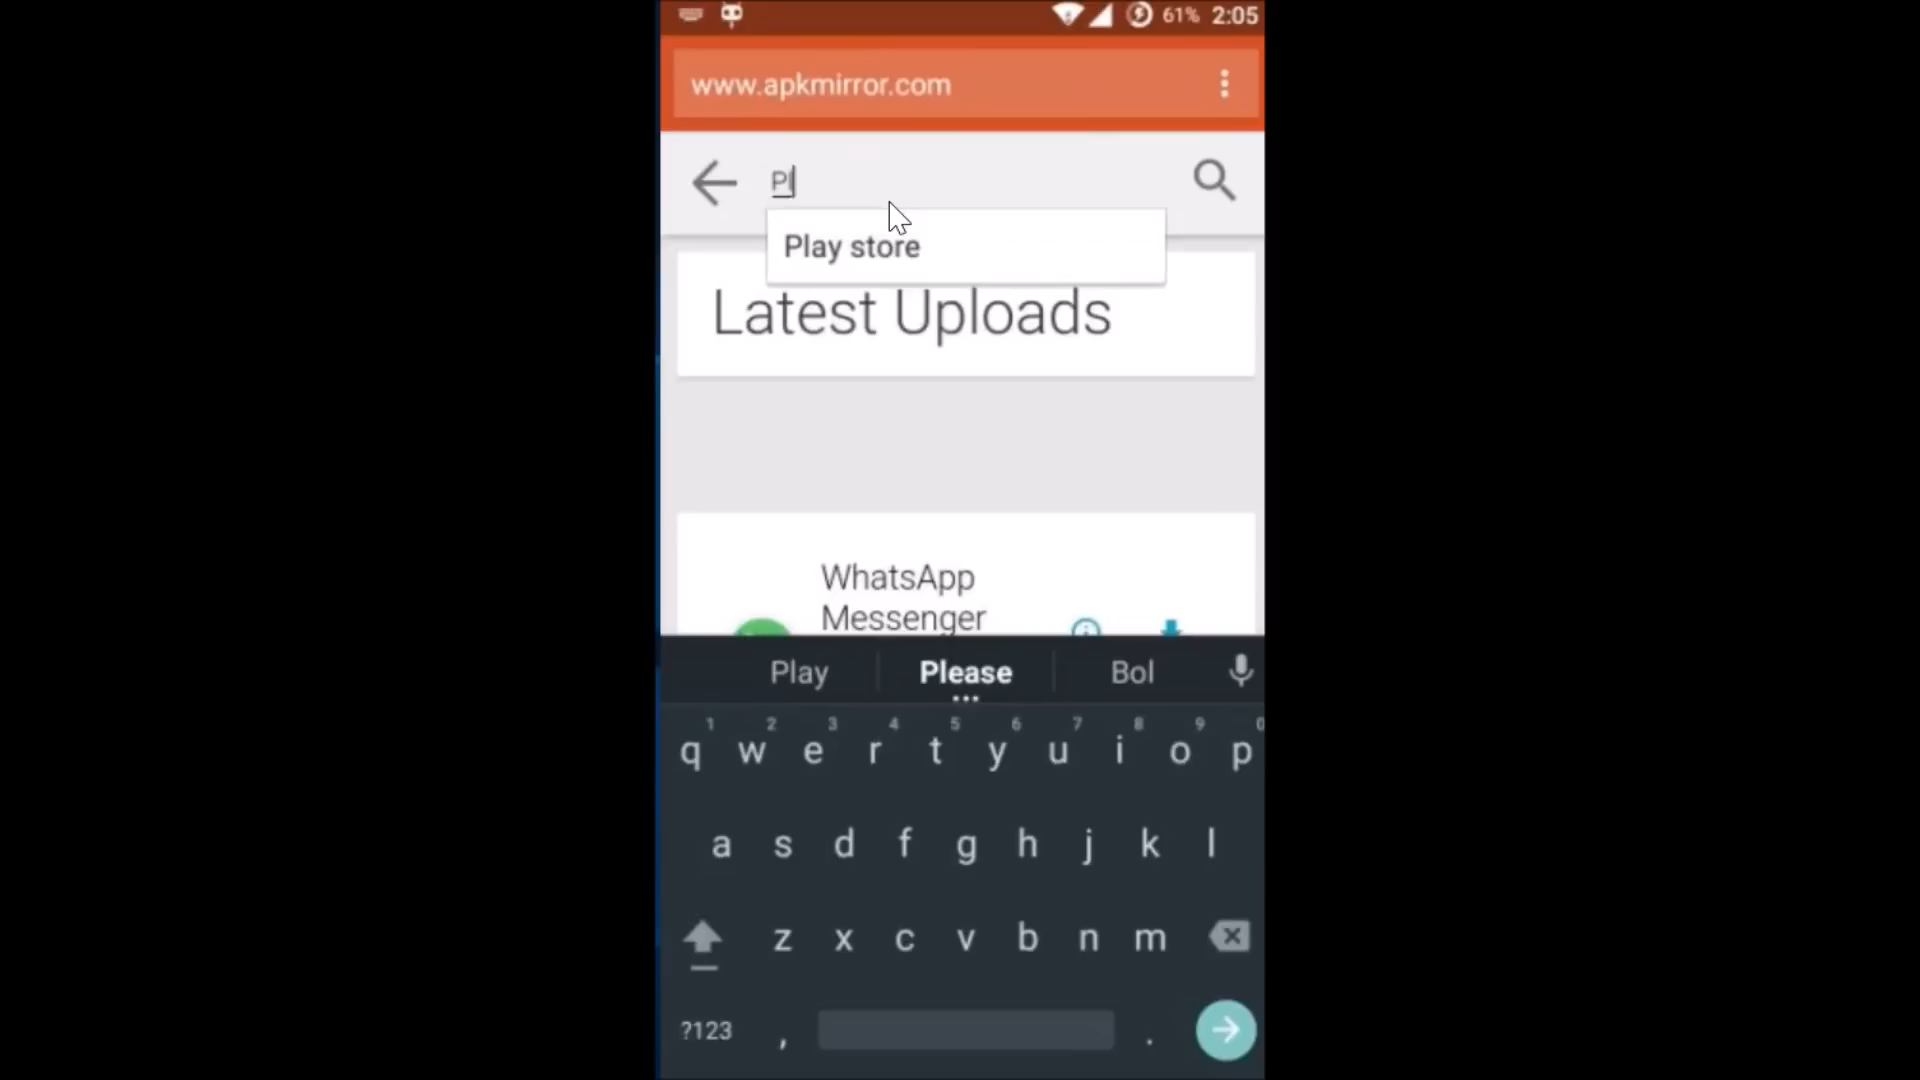 61% 2:05
www.apkmirror.com
Pl
Play store
Latest Uploads
WhatsApp
Messenger
Play Please Bol
1 2 3 4 5 6 7 8 9 0
q w e r t y u i o p
a s d f g h j k l
z x c v b n m
?123 , .